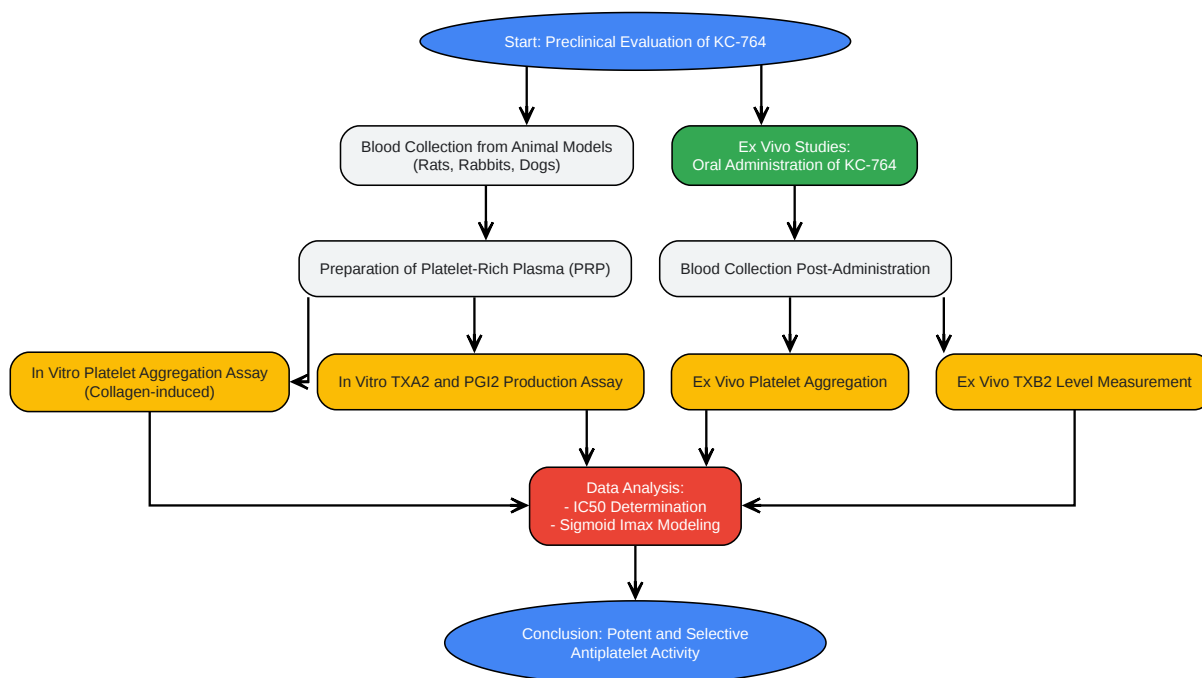 Start: Preclinical Evaluation of KC-764
Blood Collection from Animal Models
(Rats, Rabbits, Dogs)
Ex Vivo Studies:
Oral Administration of KC-764
Preparation of Platelet-Rich Plasma (PRP)
Blood Collection Post-Administration
In Vitro Platelet Aggregation Assay
(Collagen-induced)
In Vitro TXA2 and PGI2 Production Assay
Ex Vivo Platelet Aggregation
Ex Vivo TXB2 Level Measurement
Data Analysis:
- IC50 Determination
- Sigmoid Imax Modeling
Conclusion: Potent and Selective
Antiplatelet Activity